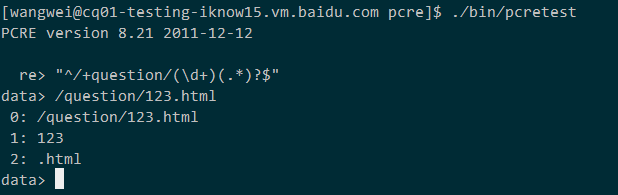 [wangwei@cq01-testing-iknow15.vm.baidu.com pcre]$ ./bin/pcretest
PCRE version 8.21 2011-12-12
re> "^/+question/(\d+)(.*)?$"
data> /question/123.html
0: /question/123.html
1: 123
2: .html
data>